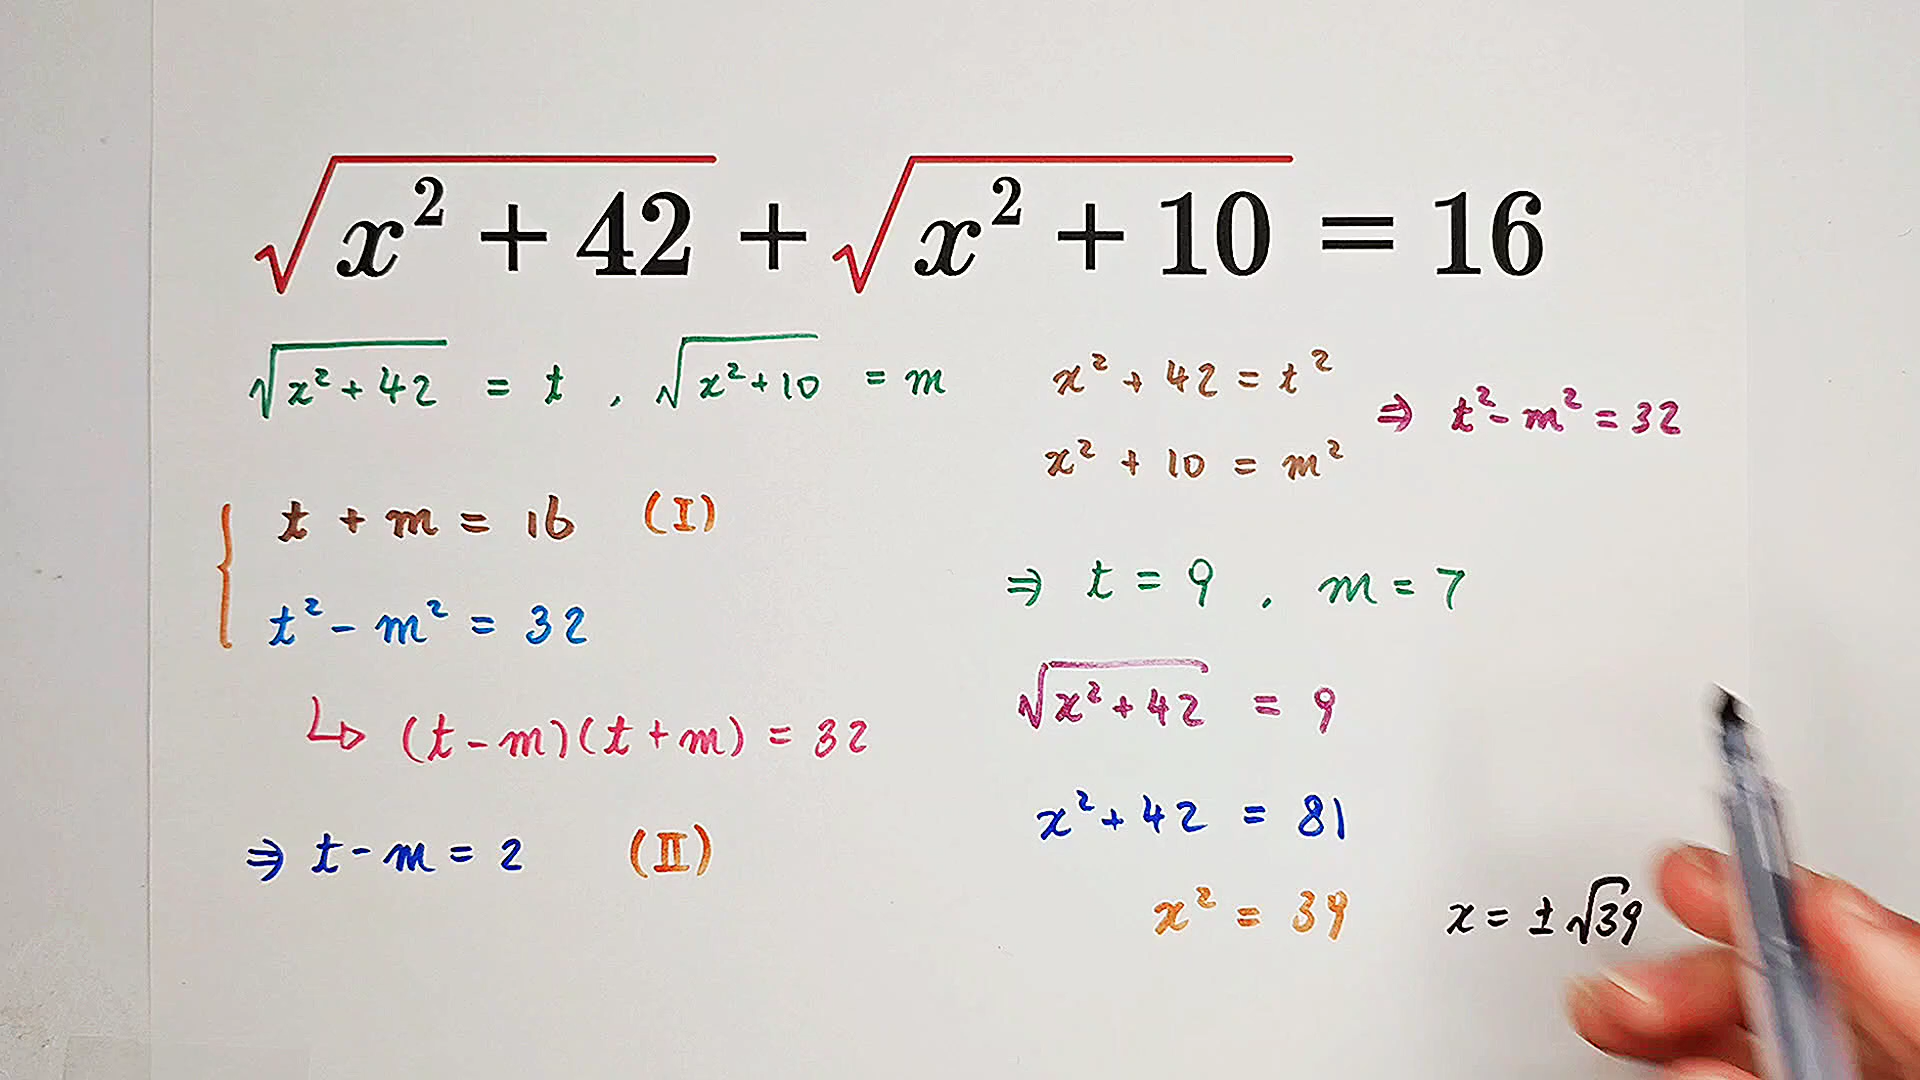 √(x² + 42) + √(x² + 10) = 16
√(x² + 42) = t , √(x² + 10) = m
t + m = 16 (I)
t² - m² = 32
↳ (t - m)(t + m) = 32
⇒ t - m = 2 (II)
x² + 42 = t²
x² + 10 = m²
⇒ t² - m² = 32
⇒ t = 9 , m = 7
√(x² + 42) = 9
x² + 42 = 81
x² = 39
x = ± √39